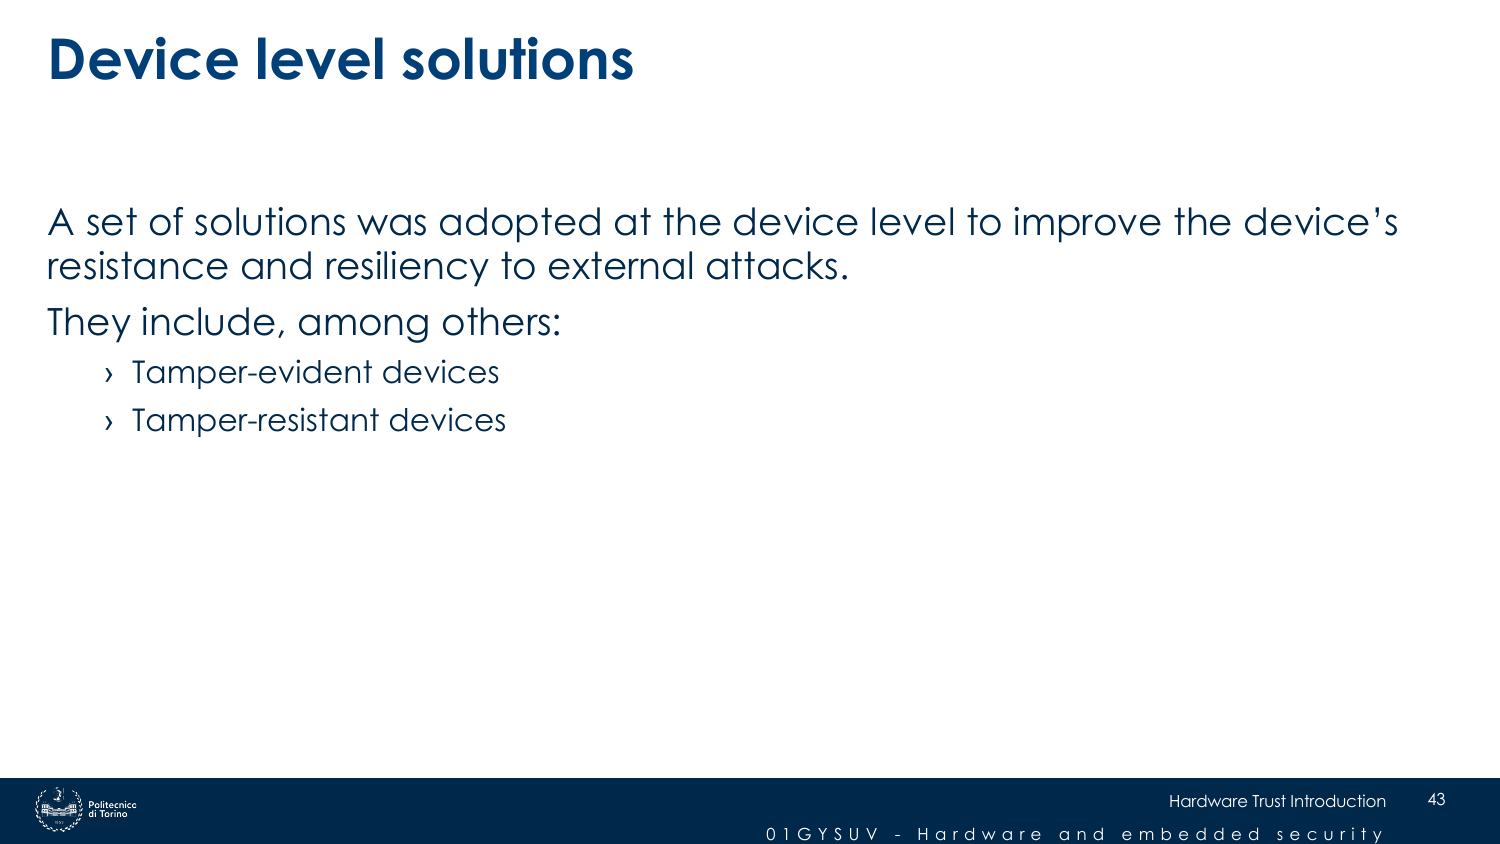 Device level solutions
A set of solutions was adopted at the device level to improve the device’s
resistance and resiliency to external attacks.
They include, among others:
› Tamper-evident devices
› Tamper-resistant devices
Politecnico
di Torino
Hardware Trust Introduction
43
01GYSUV - Hardware and embedded security